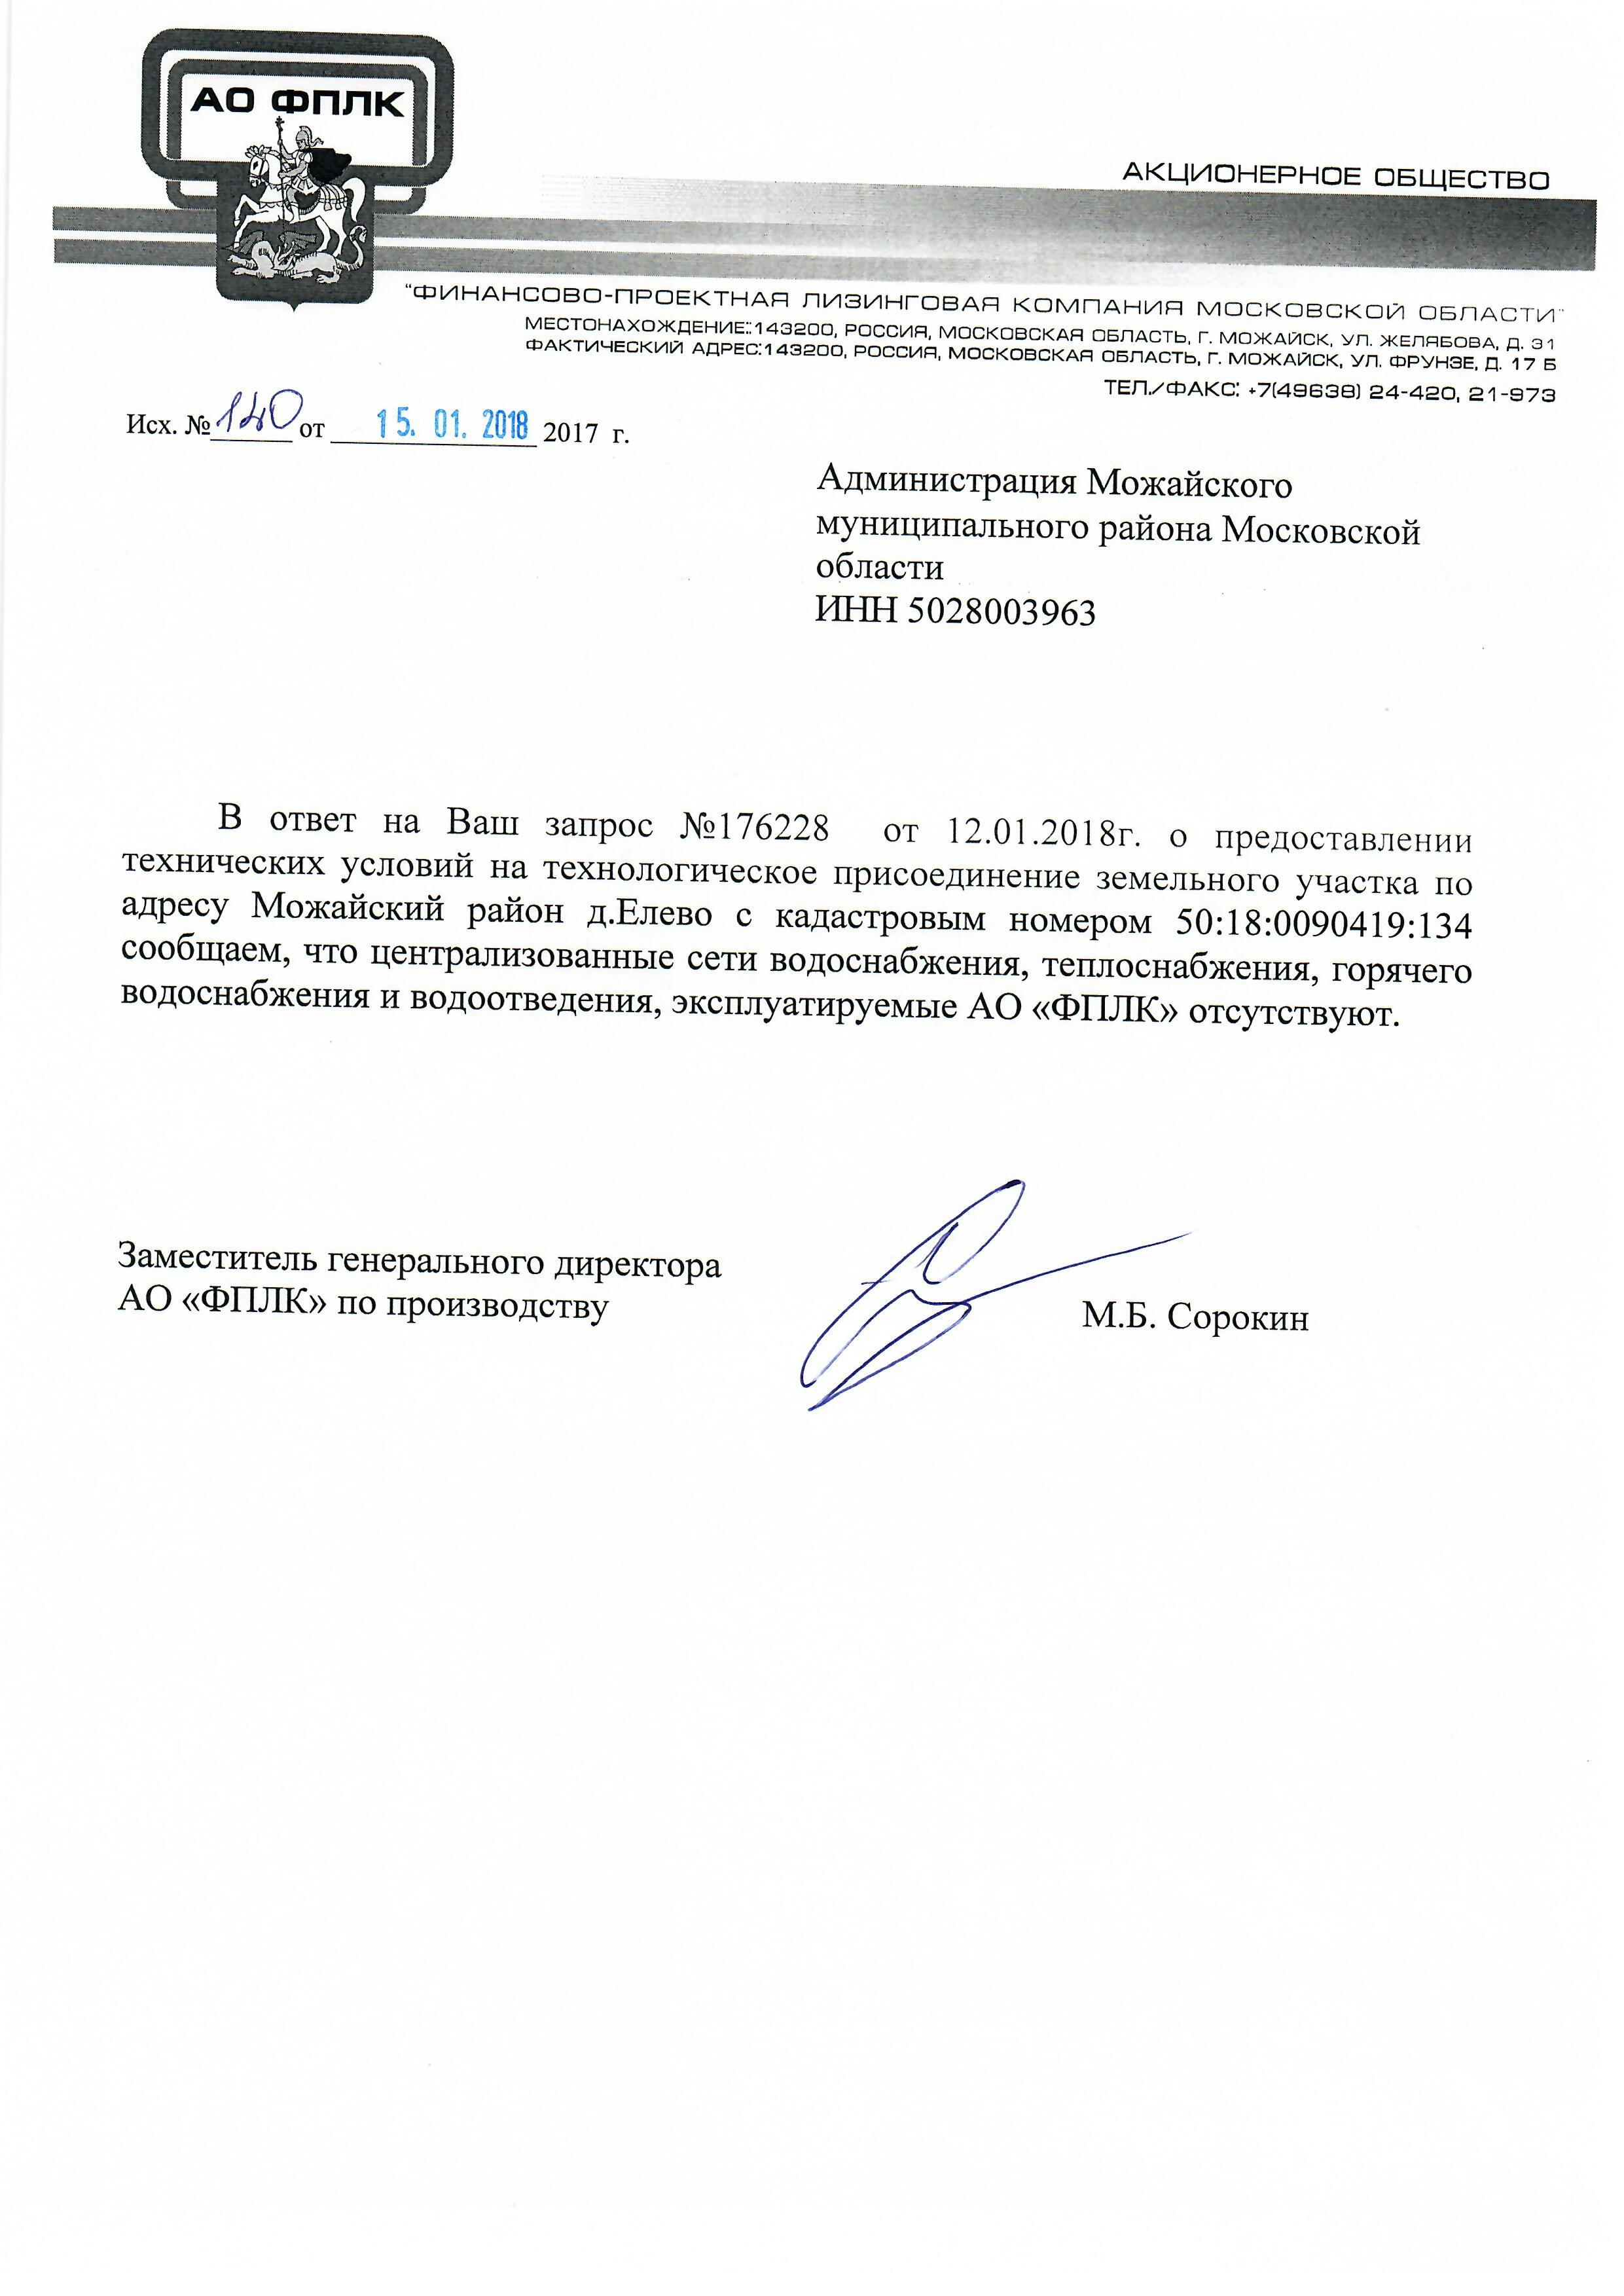 АО ФПЛК
АКЦИОНЕРНОЕ ОБЩЕСТВО
"ФИНАНСОВО-ПРОЕКТНАЯ ЛИЗИНГОВАЯ КОМПАНИЯ МОСКОВСКОЙ ОБЛАСТИ"
МЕСТОНАХОЖДЕНИЕ:143200, РОССИЯ, МОСКОВСКАЯ ОБЛАСТЬ, Г. МОЖАЙСК, УЛ. ЖЕЛЯБОВА, Д. 31
ФАКТИЧЕСКИЙ АДРЕС:143200, РОССИЯ, МОСКОВСКАЯ ОБЛАСТЬ, Г. МОЖАЙСК, УЛ. ФРУНЗЕ, Д. 17 Б
ТЕЛ./ФАКС: +7(49638) 24-420, 21-973
Исх. № 140 от 15. 01. 2018 2017 г.
Администрация Можайского
муниципального района Московской
области
ИНН 5028003963
В ответ на Ваш запрос №176228 от 12.01.2018г. о предоставлении
технических условий на технологическое присоединение земельного участка по
адресу Можайский район д.Елево с кадастровым номером 50:18:0090419:134
сообщаем, что централизованные сети водоснабжения, теплоснабжения, горячего
водоснабжения и водоотведения, эксплуатируемые АО «ФПЛК» отсутствуют.
Заместитель генерального директора
АО «ФПЛК» по производству
М.Б. Сорокин